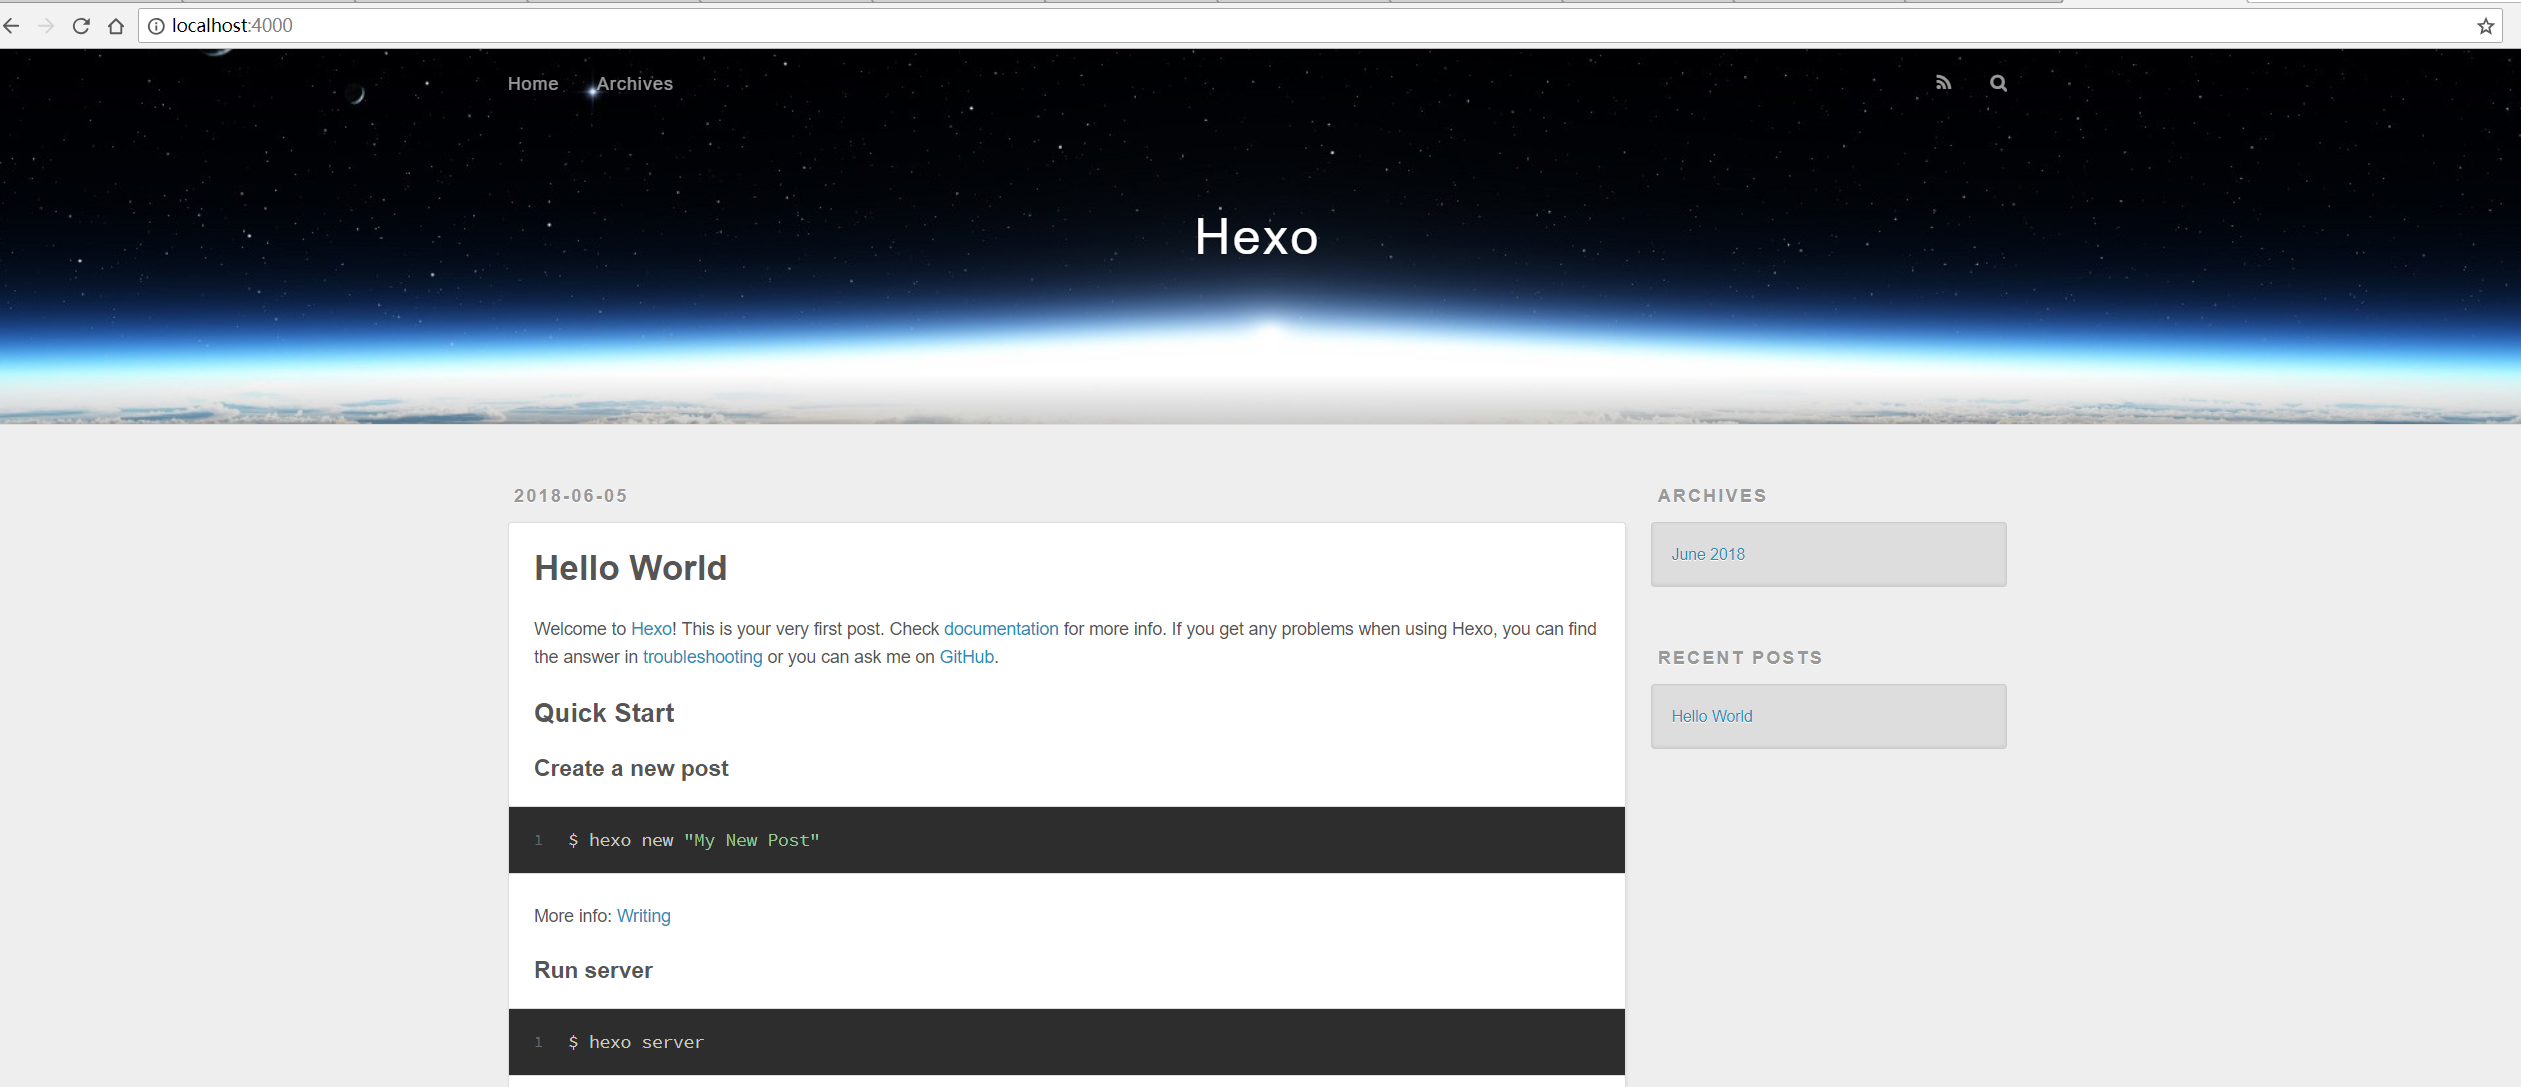 localhost:4000
Home Archives
Hexo
2018-06-05
Hello World
Welcome to Hexo! This is your very first post. Check documentation for more info. If you get any problems when using Hexo, you can find
the answer in troubleshooting or you can ask me on GitHub.
Quick Start
Create a new post
1 $ hexo new "My New Post"
More info: Writing
Run server
1 $ hexo server
ARCHIVES
June 2018
RECENT POSTS
Hello World